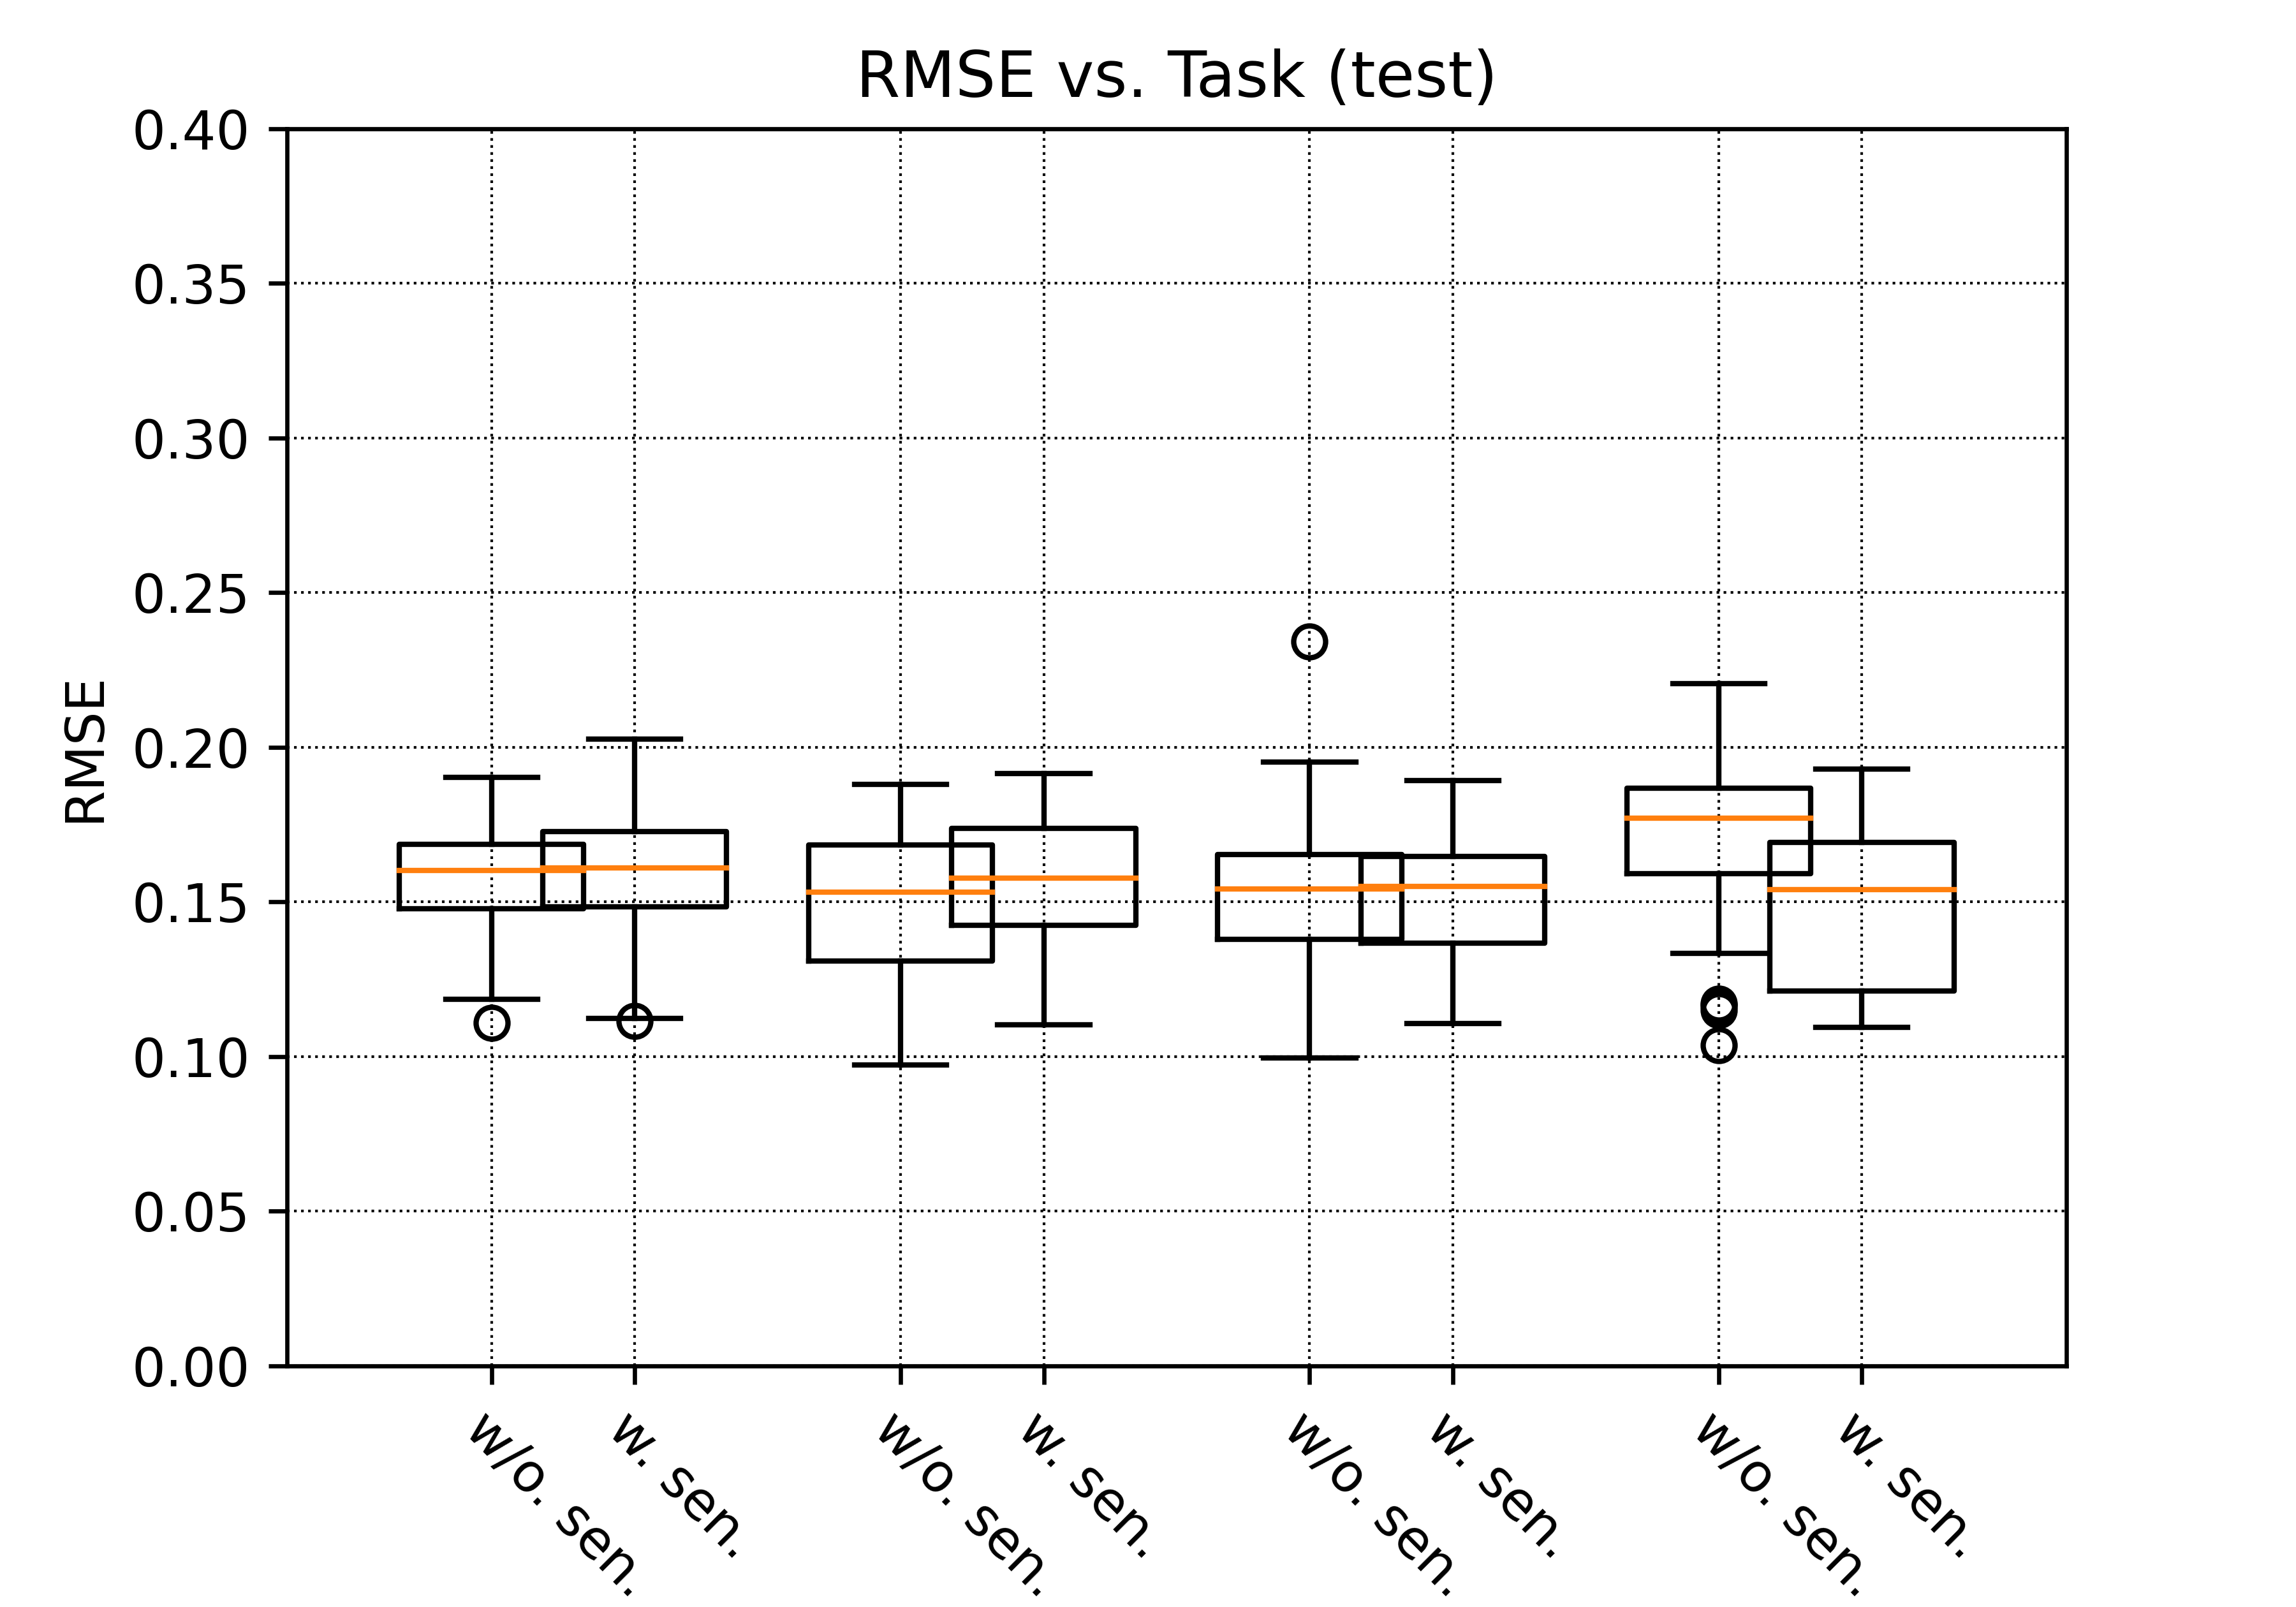 RMSE vs. Task (test)
0.40
0.35
0.30
0.25
0.20
0.15
0.10
0.05
0.00
RMSE
w/o. sen.
w. sen.
w/o. sen.
w. sen.
w/o. sen.
w. sen.
w/o. sen.
w. sen.